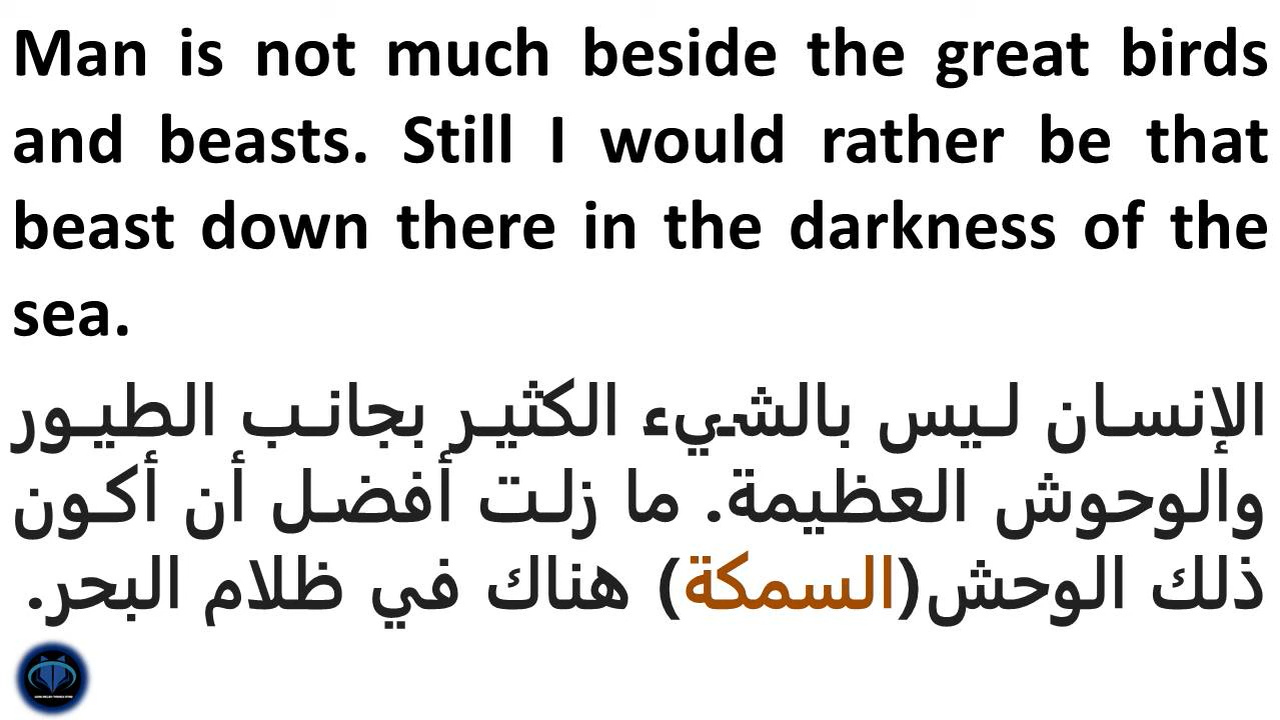 Man is not much beside the great birds
and beasts. Still I would rather be that
beast down there in the darkness of the
sea.
الإنسان ليس بالشيء الكثير بجانب الطيور
والوحوش العظيمة. ما زلت أفضل أن أكون
ذلك الوحش(السمكة) هناك في ظلام البحر.